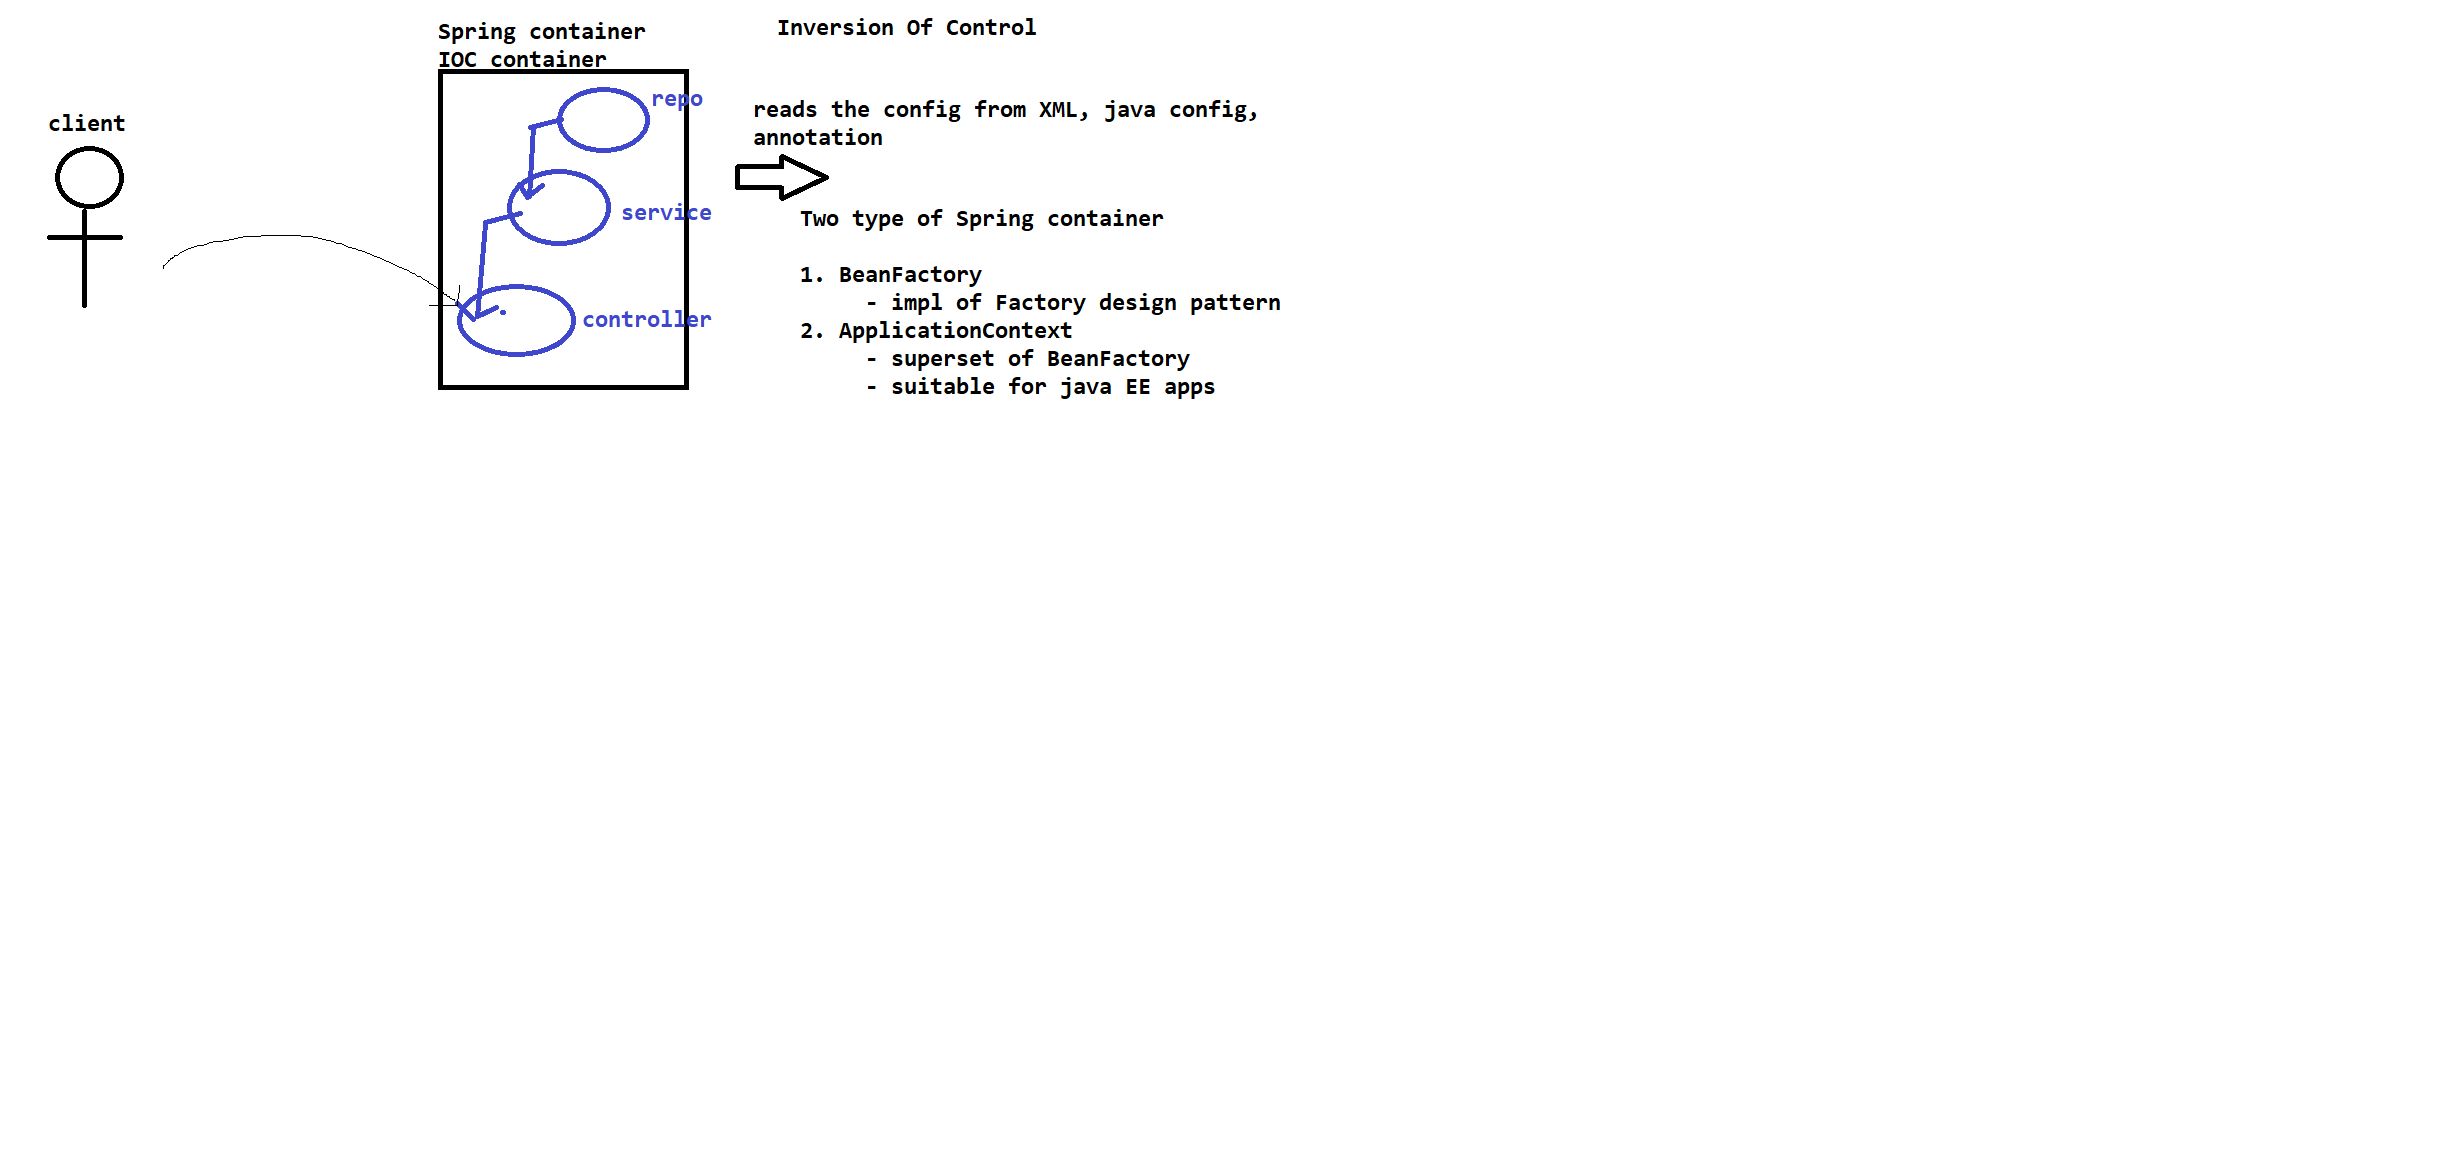 Spring container
IOC container
Inversion Of Control
client
repo
service
controller
reads the config from XML, java config,
annotation
Two type of Spring container
1. BeanFactory
- impl of Factory design pattern
2. ApplicationContext
- superset of BeanFactory
- suitable for java EE apps